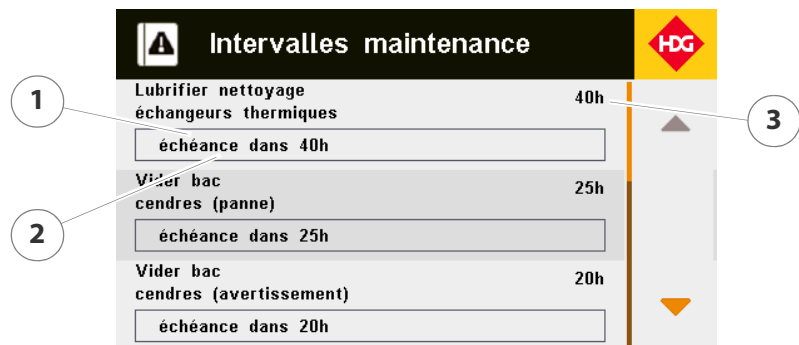 Intervalles maintenance
HDG
Lubrifier nettoyage
échangeurs thermiques
40h
échéance dans 40h
Vider bac
cendres (panne)
25h
échéance dans 25h
Vider bac
cendres (avertissement)
20h
échéance dans 20h
1
2
3